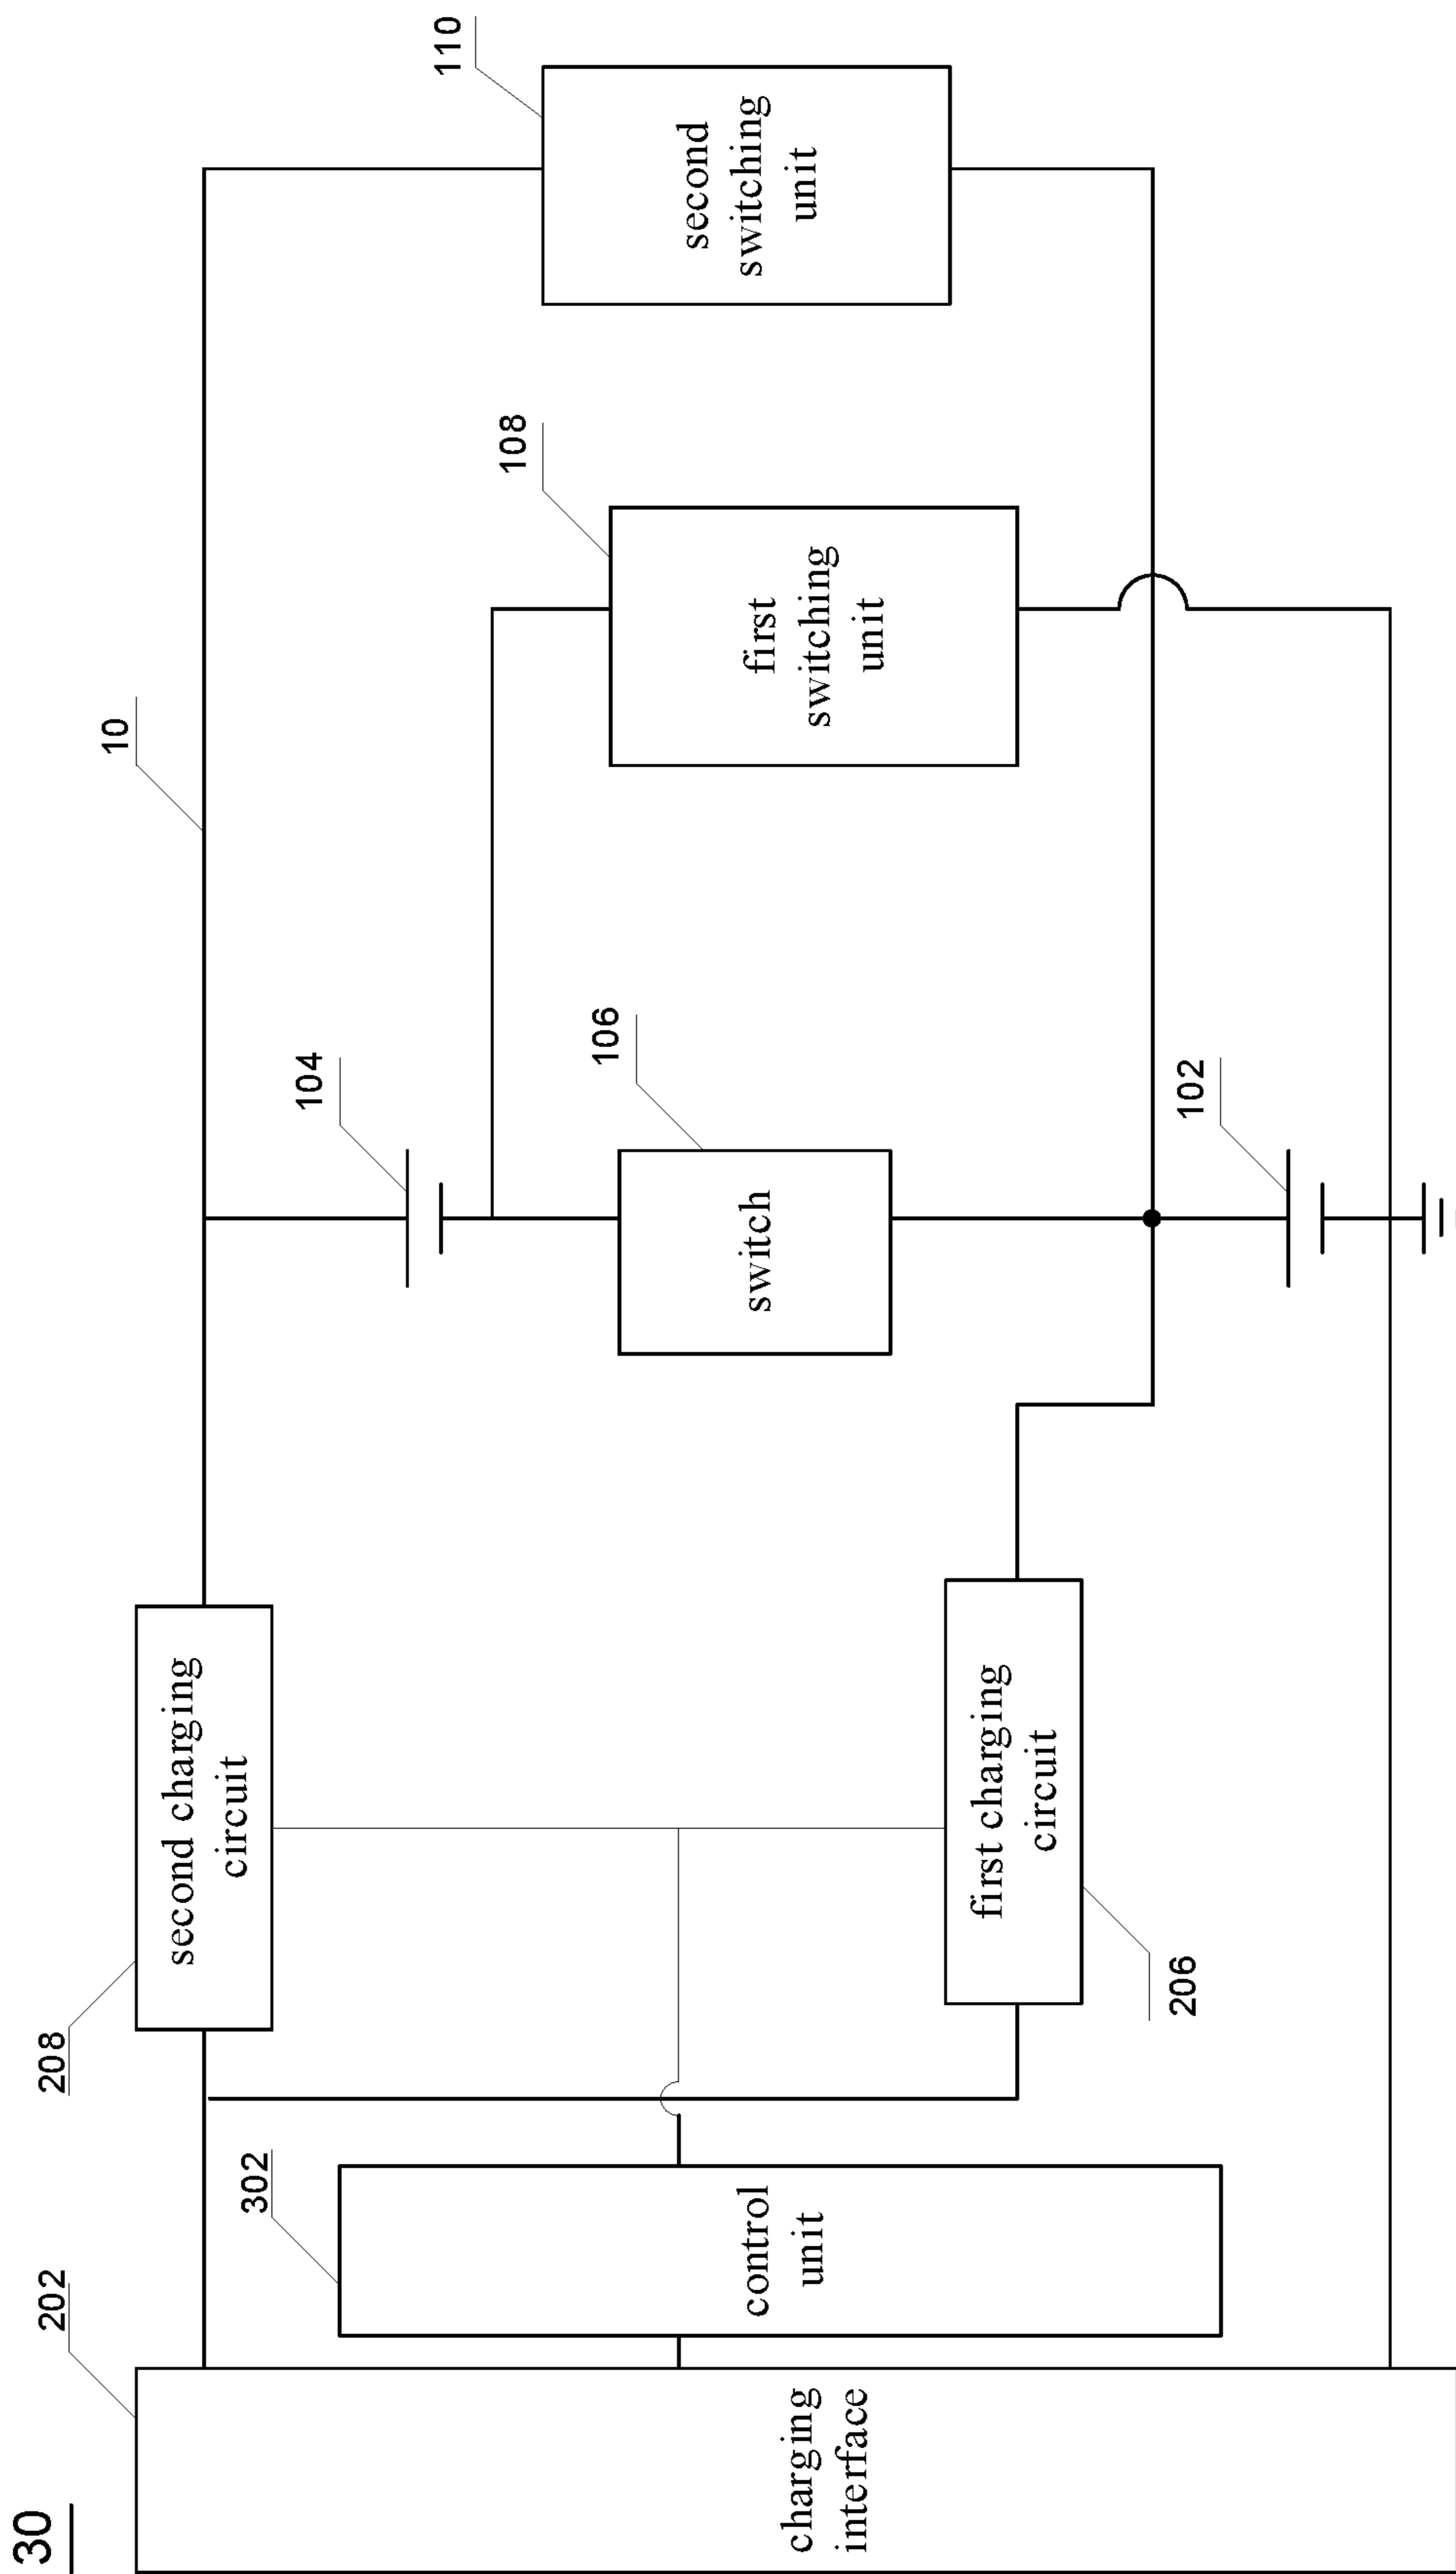 30
202
charging
interface
302
control
unit
208
second charging
circuit
first charging
circuit
206
10
104
switch
106
102
first
switching
unit
108
second
switching
unit
110